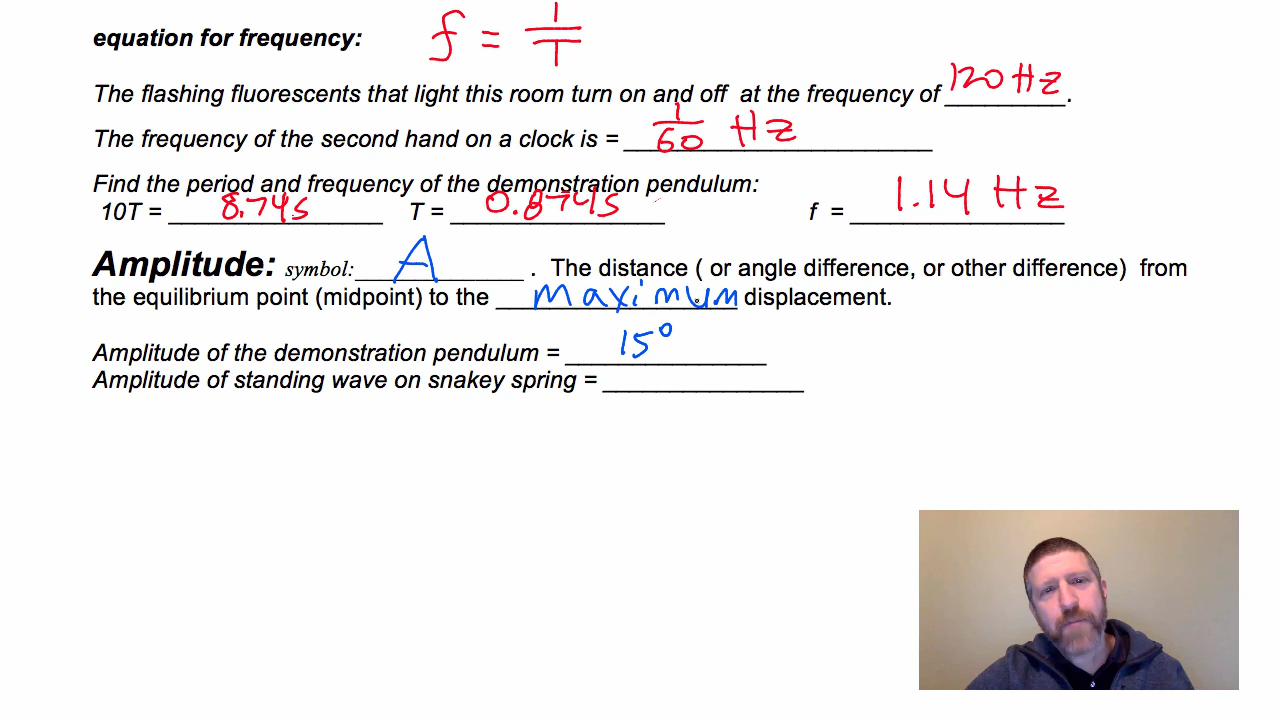 equation for frequency: f = 1/T
The flashing fluorescents that light this room turn on and off at the frequency of 120 Hz.
The frequency of the second hand on a clock is = 1/60 Hz
Find the period and frequency of the demonstration pendulum:
10T = 8.74s T = 0.874s f = 1.14 Hz
Amplitude: symbol: A . The distance ( or angle difference, or other difference) from
the equilibrium point (midpoint) to the maximum displacement.
Amplitude of the demonstration pendulum = 15°
Amplitude of standing wave on snakey spring = ________________